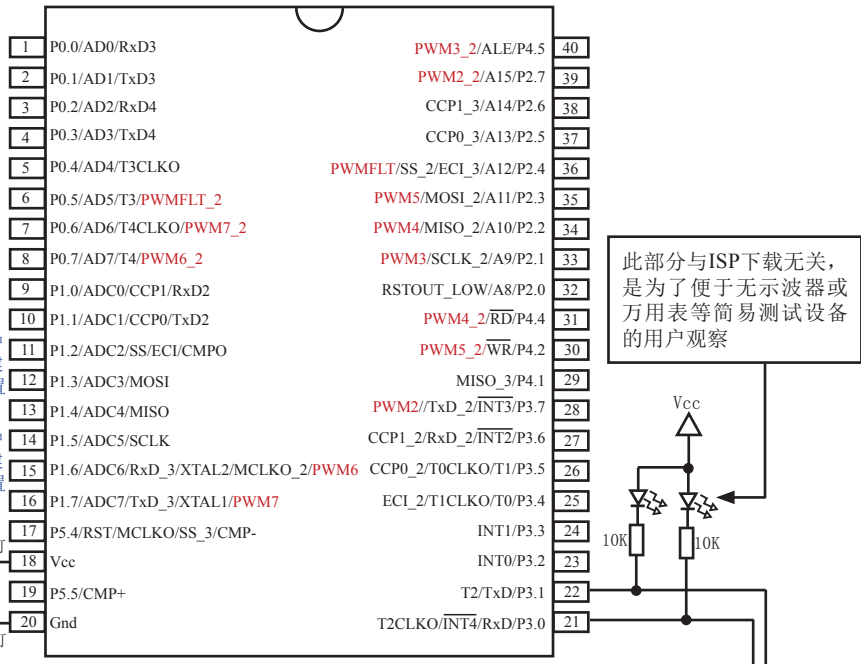 1 P0.0/AD0/RxD3
2 P0.1/AD1/TxD3
3 P0.2/AD2/RxD4
4 P0.3/AD3/TxD4
5 P0.4/AD4/T3CLKO
6 P0.5/AD5/T3/PWMFLT_2
7 P0.6/AD6/T4CLKO/PWM7_2
8 P0.7/AD7/T4/PWM6_2
9 P1.0/ADC0/CCP1/RxD2
10 P1.1/ADC1/CCP0/TxD2
11 P1.2/ADC2/SS/ECI/CMPO
12 P1.3/ADC3/MOSI
13 P1.4/ADC4/MISO
14 P1.5/ADC5/SCLK
15 P1.6/ADC6/RxD_3/XTAL2/MCLKO_2/PWM6
16 P1.7/ADC7/TxD_3/XTAL1/PWM7
17 P5.4/RST/MCLKO/SS_3/CMP-
18 Vcc
19 P5.5/CMP+
20 Gnd
PWM3_2/ALE/P4.5 40
PWM2_2/A15/P2.7 39
CCP1_3/A14/P2.6 38
CCP0_3/A13/P2.5 37
PWMFLT/SS_2/ECI_3/A12/P2.4 36
PWM5/MOSI_2/A11/P2.3 35
PWM4/MISO_2/A10/P2.2 34
PWM3/SCLK_2/A9/P2.1 33
RSTOUT_LOW/A8/P2.0 32
PWM4_2/RD/P4.4 31
PWM5_2/WR/P4.2 30
MISO_3/P4.1 29
PWM2//TxD_2/INT3/P3.7 28
CCP1_2/RxD_2/INT2/P3.6 27
CCP0_2/T0CLKO/T1/P3.5 26
ECI_2/T1CLKO/T0/P3.4 25
INT1/P3.3 24
INT0/P3.2 23
T2/TxD/P3.1 22
T2CLKO/INT4/RxD/P3.0 21
此部分与ISP下载无关，
是为了便于无示波器或
万用表等简易测试设备
的用户观察
Vcc
10K
10K